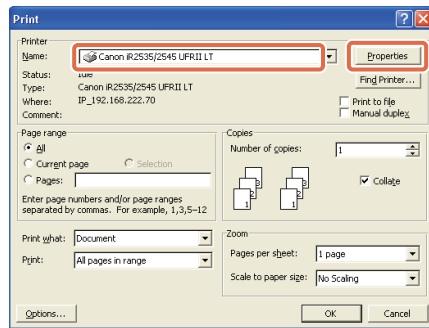 Print
Printer
Name: Canon iR2535/2545 UFRII LT Properties
Status: Idle Find Printer...
Type: Canon iR2535/2545 UFRII LT
Where: IP_192.168.222.70 Print to file
Comment: Manual duplex
Page range
All
Current page Selection
Pages:
Enter page numbers and/or page ranges
separated by commas. For example, 1,3,5–12
Copies
Number of copies: 1
Collate
Print what: Document
Print: All pages in range
Zoom
Pages per sheet: 1 page
Scale to paper size: No Scaling
Options... OK Cancel